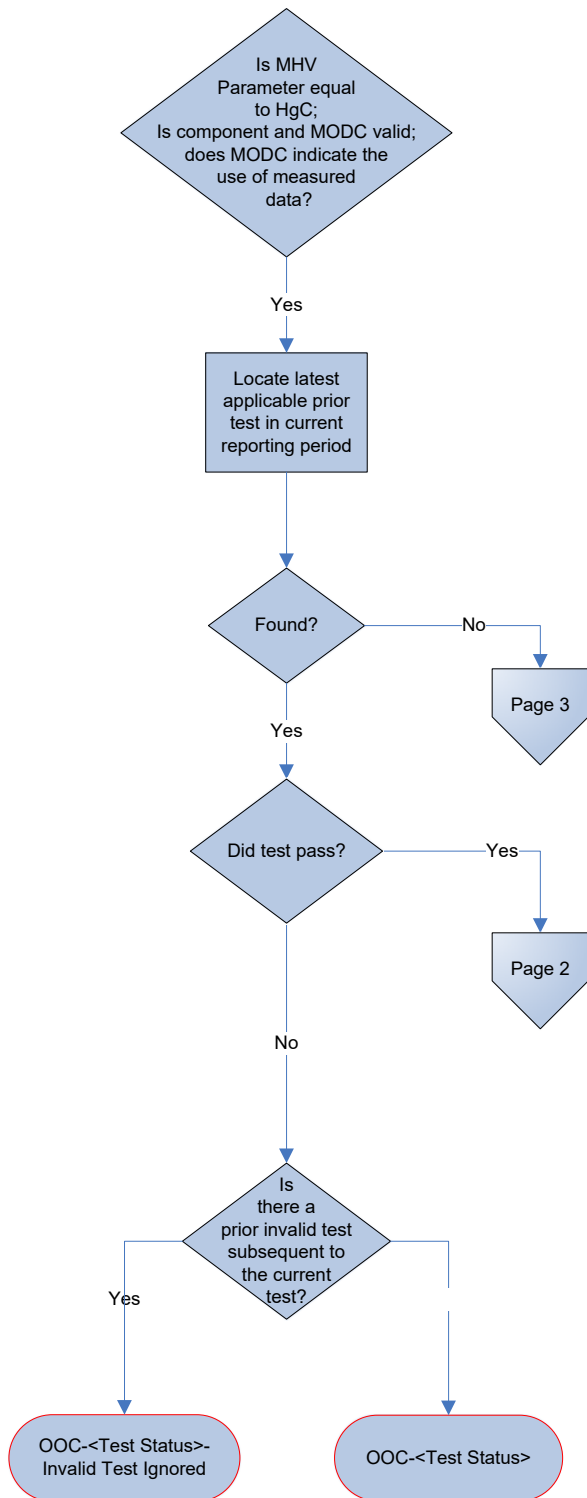 Is MHV
Parameter equal
to HgC;
Is component and MODC valid;
does MODC indicate the
use of measured
data?
Yes
Locate latest
applicable prior
test in current
reporting period
Found?
No
Page 3
Yes
Did test pass?
Yes
Page 2
No
Is
there a
prior invalid test
subsequent to
the current
test?
Yes
OOC-<Test Status>-
Invalid Test Ignored
OOC-<Test Status>